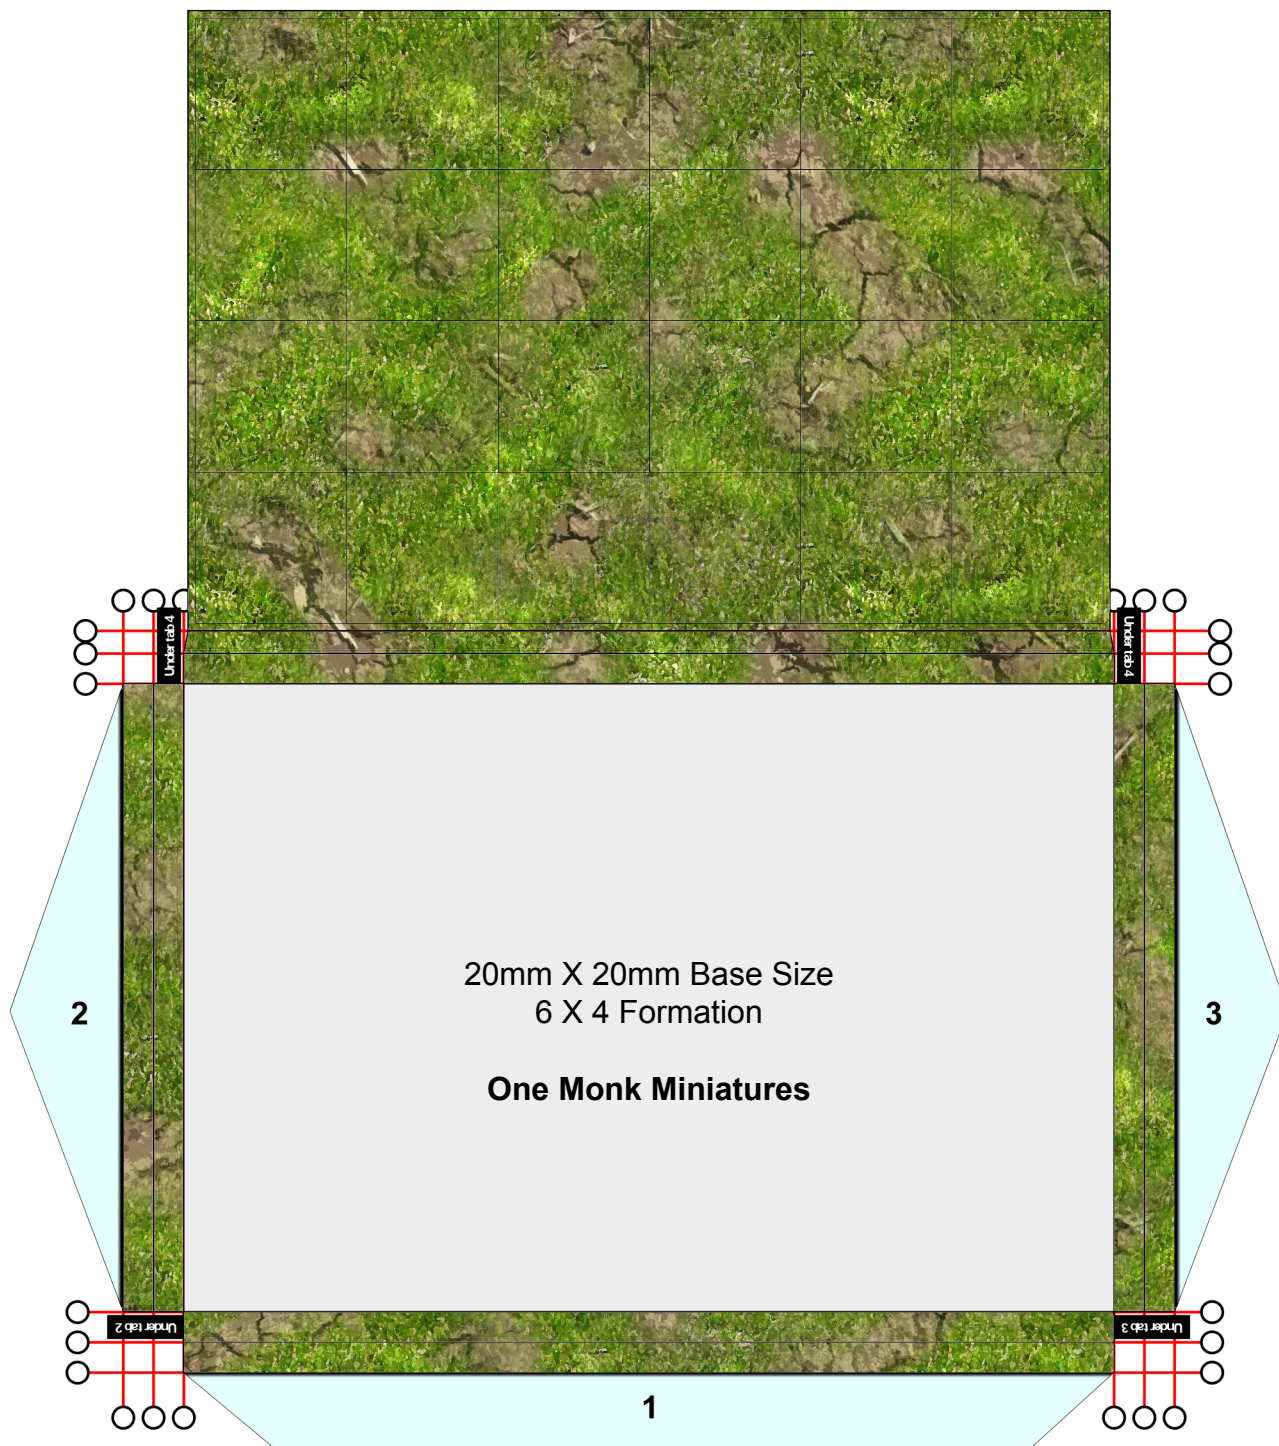 Under tab 4
Under tab 4
2
20mm X 20mm Base Size
6 X 4 Formation
One Monk Miniatures
3
Under tab 2
Under tab 3
1